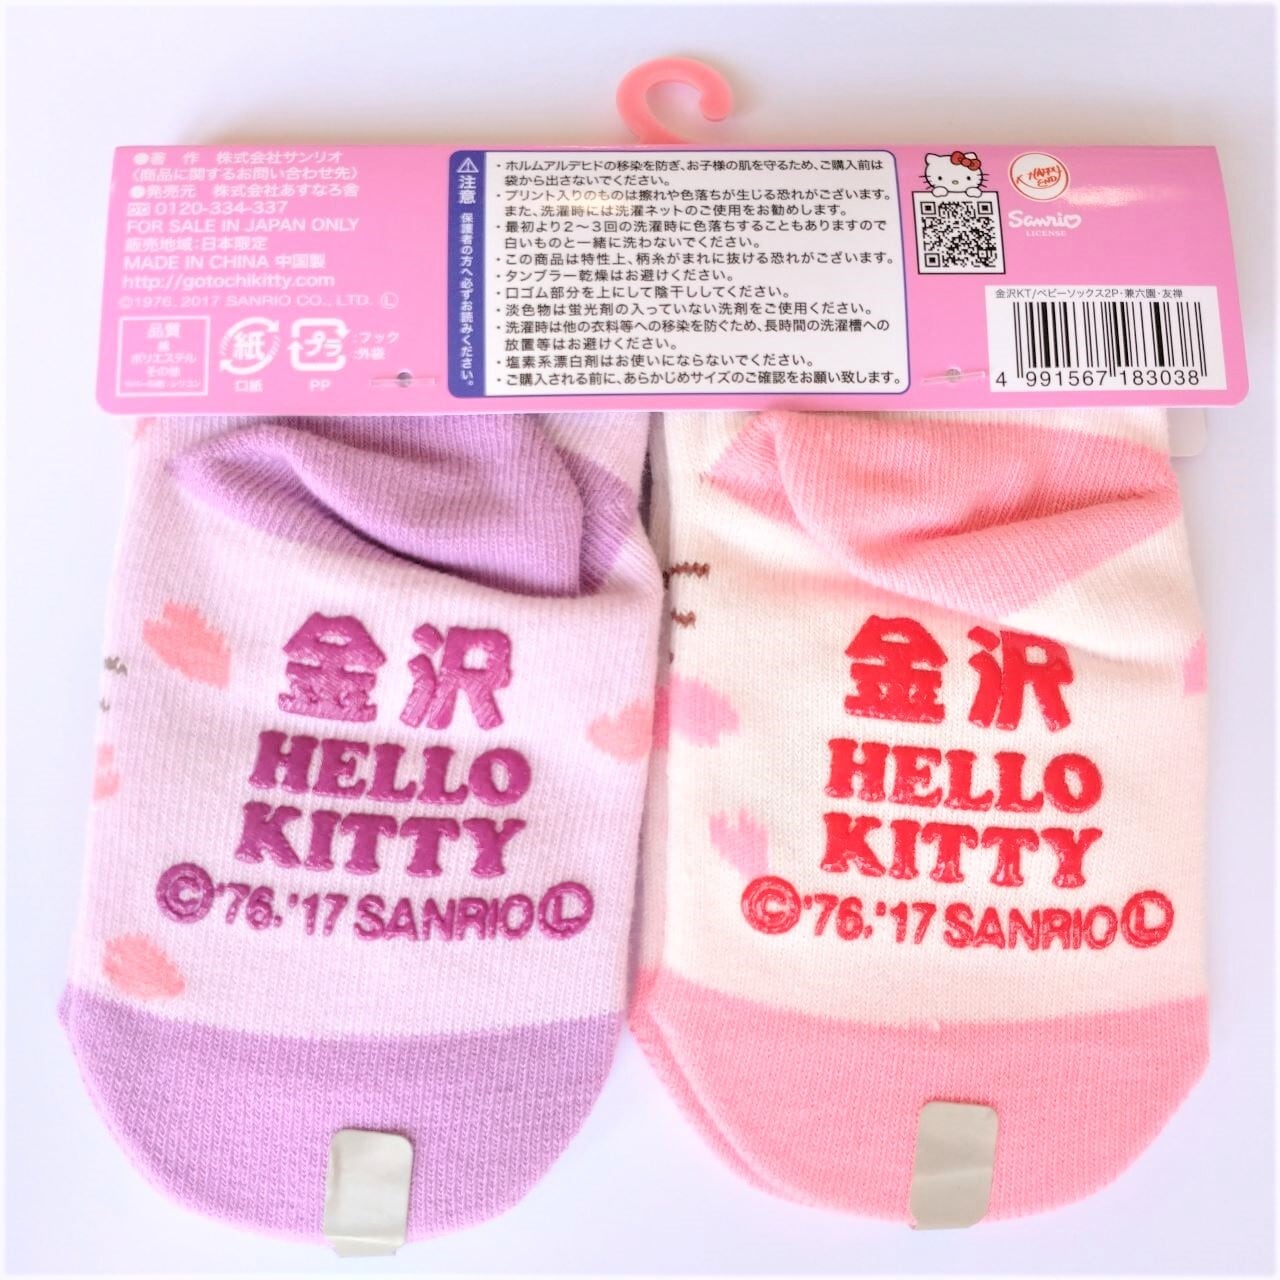 ●著 作 株式会社サンリオ
〈商品に関するお問い合わせ先〉
●発売元 株式会社あすなろ舎
0120-334-337
FOR SALE IN JAPAN ONLY
販売地域:日本限定
MADE IN CHINA 中国製
http://gotochikitty.com
©1976, 2017 SANRIO CO., LTD. Ⓛ
品質
綿
ポリエステル
その他
紙
口紙
プラ
PP
:フック
:外袋
注意
保護者の方へ必ずお読みください。
・ホルムアルデヒドの移染を防ぎ、お子様の肌を守るため、ご購入前は
袋から出さないでください。
・プリント入りのものは擦れや色落ちが生じる恐れがございます。
また、洗濯時には洗濯ネットのご使用をお勧めします。
・最初より2～3回の洗濯時に色落ちすることもありますので
白いものと一緒に洗わないでください。
・この商品は特性上、柄糸がまれに抜ける恐れがございます。
・タンブラー乾燥はお避けください。
・口ゴム部分を上にして陰干ししてください。
・淡色物は蛍光剤の入っていない洗剤をご使用ください。
・洗濯時は他の衣料等への移染を防ぐため、長時間の洗濯槽への
放置等はお避けください。
・塩素系漂白剤はお使いにならないでください。
・ご購入される前に、あらかじめサイズのご確認をお願い致します。
HAPPY
END
Sanrio
LICENSE
金沢KT/ベビーソックス2P・兼六園・友禅
4 991567 183038
金沢
HELLO
KITTY
©'76,'17 SANRIO Ⓛ
金沢
HELLO
KITTY
©'76,'17 SANRIO Ⓛ